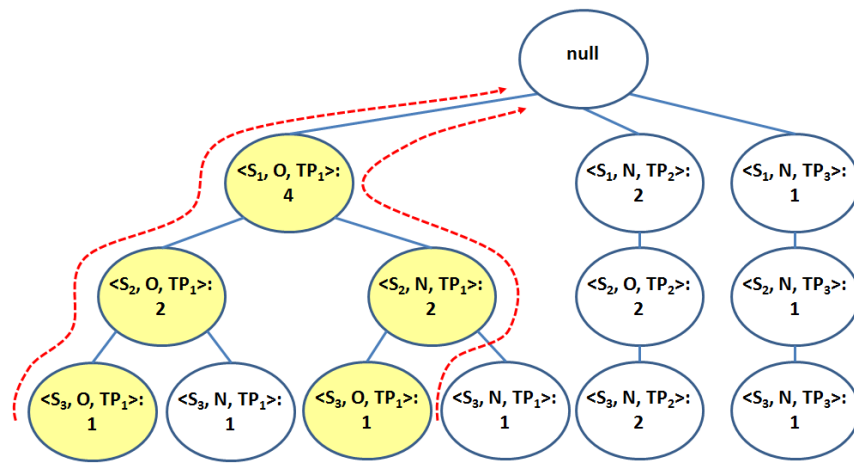 null
<S₁, O, TP₁>:
4
<S₁, N, TP₂>:
2
<S₁, N, TP₃>:
1
<S₂, O, TP₁>:
2
<S₂, N, TP₁>:
2
<S₂, O, TP₂>:
2
<S₂, N, TP₃>:
1
<S₃, O, TP₁>:
1
<S₃, N, TP₁>:
1
<S₃, O, TP₁>:
1
<S₃, N, TP₁>:
1
<S₃, N, TP₂>:
2
<S₃, N, TP₃>:
1